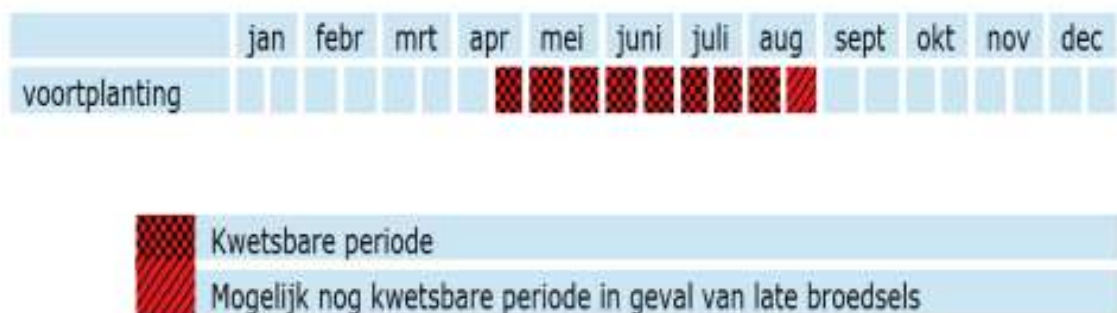 jan febr mrt apr mei juni juli aug sept okt nov dec
voortplanting
Kwetsbare periode
Mogelijk nog kwetsbare periode in geval van late broedsels